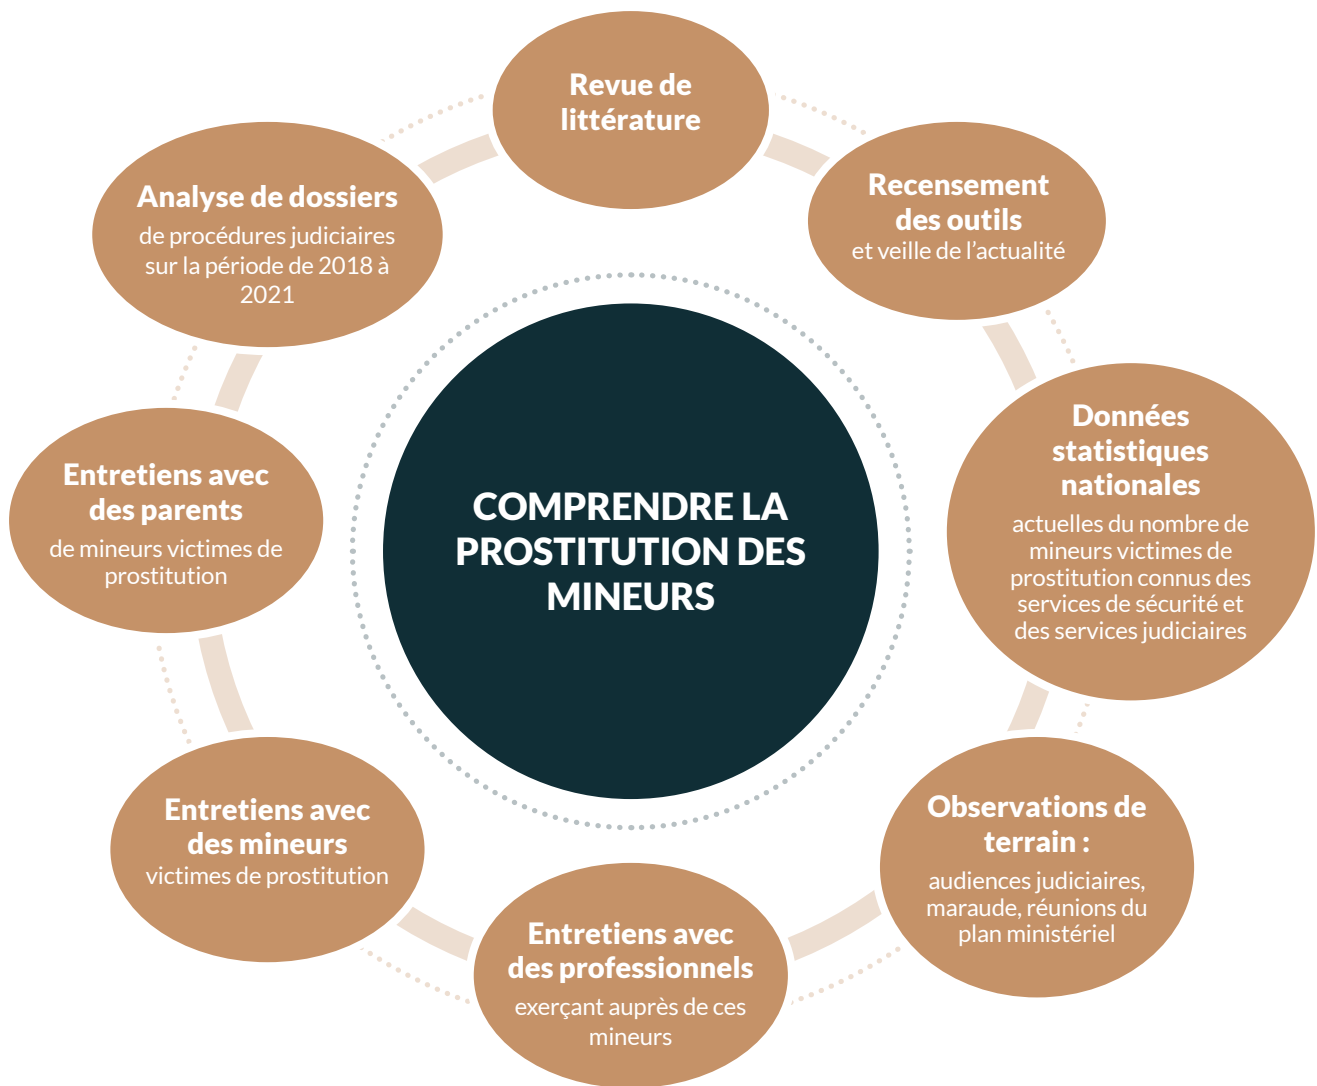 Revue de
littérature
Recensement
des outils
et veille de l'actualité
Données
statistiques
nationales
actuelles du nombre de
mineurs victimes de
prostitution connus des
services de sécurité et
des services judiciaires
Observations de
terrain :
audiences judiciaires,
maraude, réunions du
plan ministériel
Entretiens avec
des professionnels
exerçant auprès de ces
mineurs
Entretiens avec
des mineurs
victimes de prostitution
Entretiens avec
des parents
de mineurs victimes de
prostitution
Analyse de dossiers
de procédures judiciaires
sur la période de 2018 à
2021
COMPRENDRE LA
PROSTITUTION DES
MINEURS